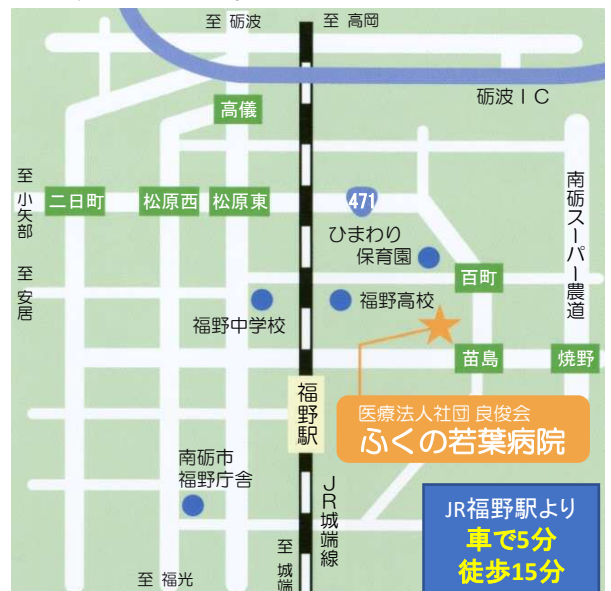 至 砺波
至 高岡
砺波IC
高儀
至 小矢部
二日町
松原西
松原東
471
南砺スーパー農道
ひまわり
保育園
至 安居
百町
福野高校
福野中学校
苗島
焼野
福野駅
医療法人社団 良俊会
ふくの若葉病院
南砺市
福野庁舎
JR城端線
JR福野駅より
車で5分
徒歩15分
至 城端
至 福光